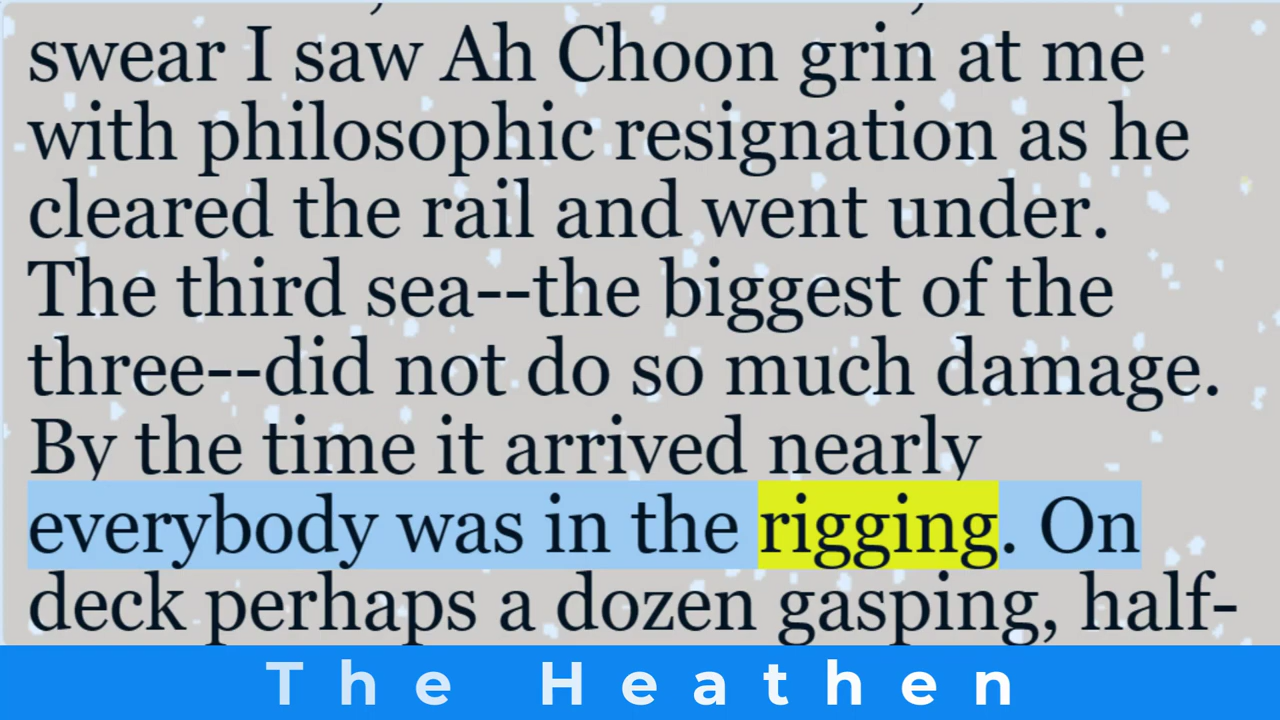 swear I saw Ah Choon grin at me
with philosophic resignation as he
cleared the rail and went under.
The third sea--the biggest of the
three--did not do so much damage.
By the time it arrived nearly
everybody was in the rigging. On
deck perhaps a dozen gasping, half-
The Heathen